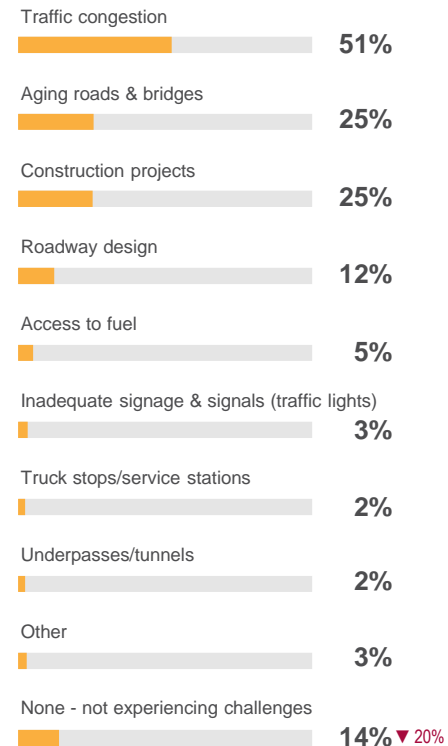 Traffic congestion
51%
Aging roads & bridges
25%
Construction projects
25%
Roadway design
12%
Access to fuel
5%
Inadequate signage & signals (traffic lights)
3%
Truck stops/service stations
2%
Underpasses/tunnels
2%
Other
3%
None - not experiencing challenges
14% ▼ 20%